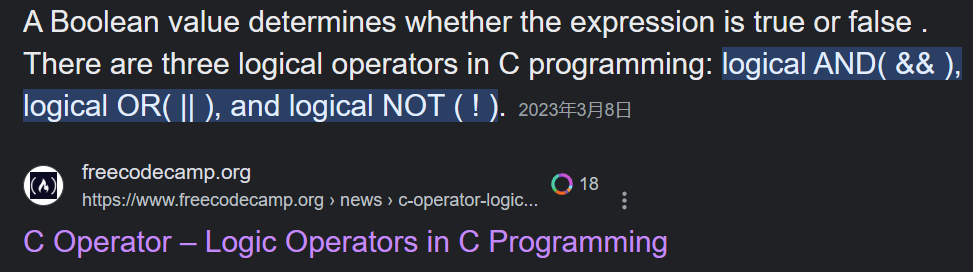 A Boolean value determines whether the expression is true or false .
There are three logical operators in C programming: logical AND( && ),
logical OR( || ), and logical NOT ( ! ). 2023年3月8日
freecodecamp.org
https://www.freecodecamp.org › news › c-operator-logic... 18
C Operator – Logic Operators in C Programming